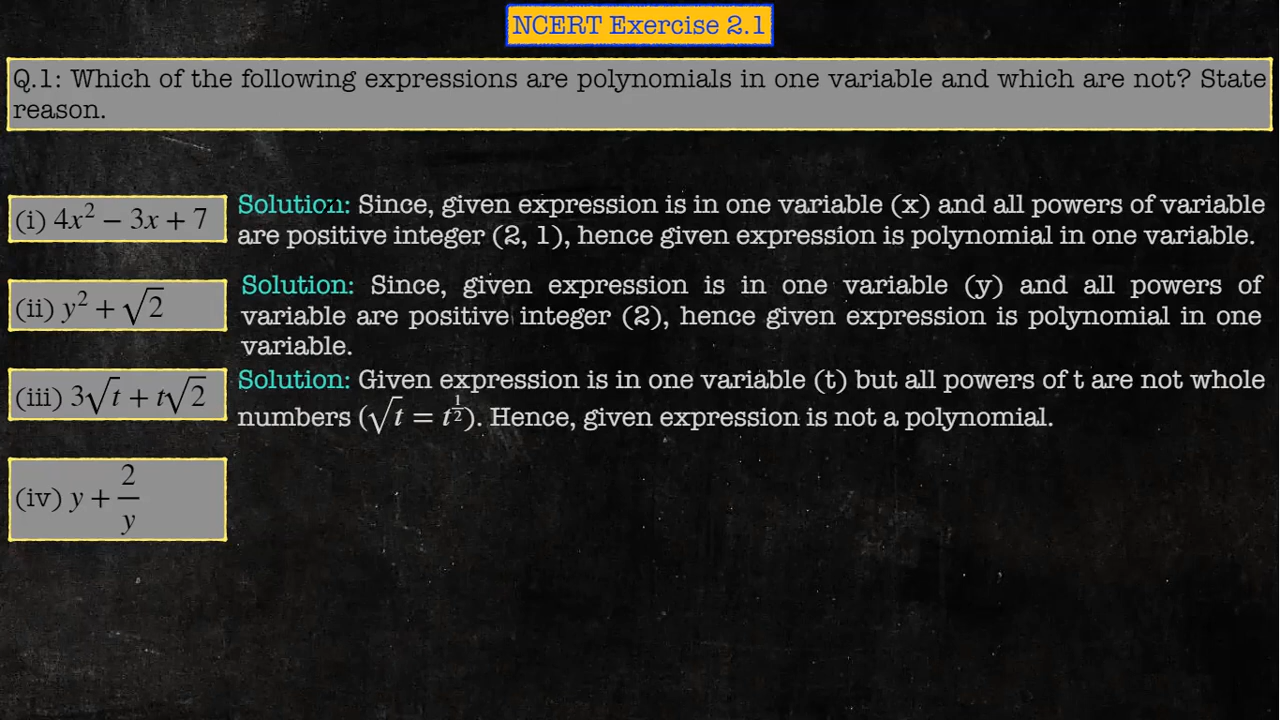 NCERT Exercise 2.1
Q.1: Which of the following expressions are polynomials in one variable and which are not? State
reason.
(i) 4x² − 3x + 7
Solution: Since, given expression is in one variable (x) and all powers of variable
are positive integer (2, 1), hence given expression is polynomial in one variable.
(ii) y² + √2
Solution: Since, given expression is in one variable (y) and all powers of
variable are positive integer (2), hence given expression is polynomial in one
variable.
(iii) 3√t + t√2
Solution: Given expression is in one variable (t) but all powers of t are not whole
numbers (√t = t^(1/2)). Hence, given expression is not a polynomial.
(iv) y + 2/y